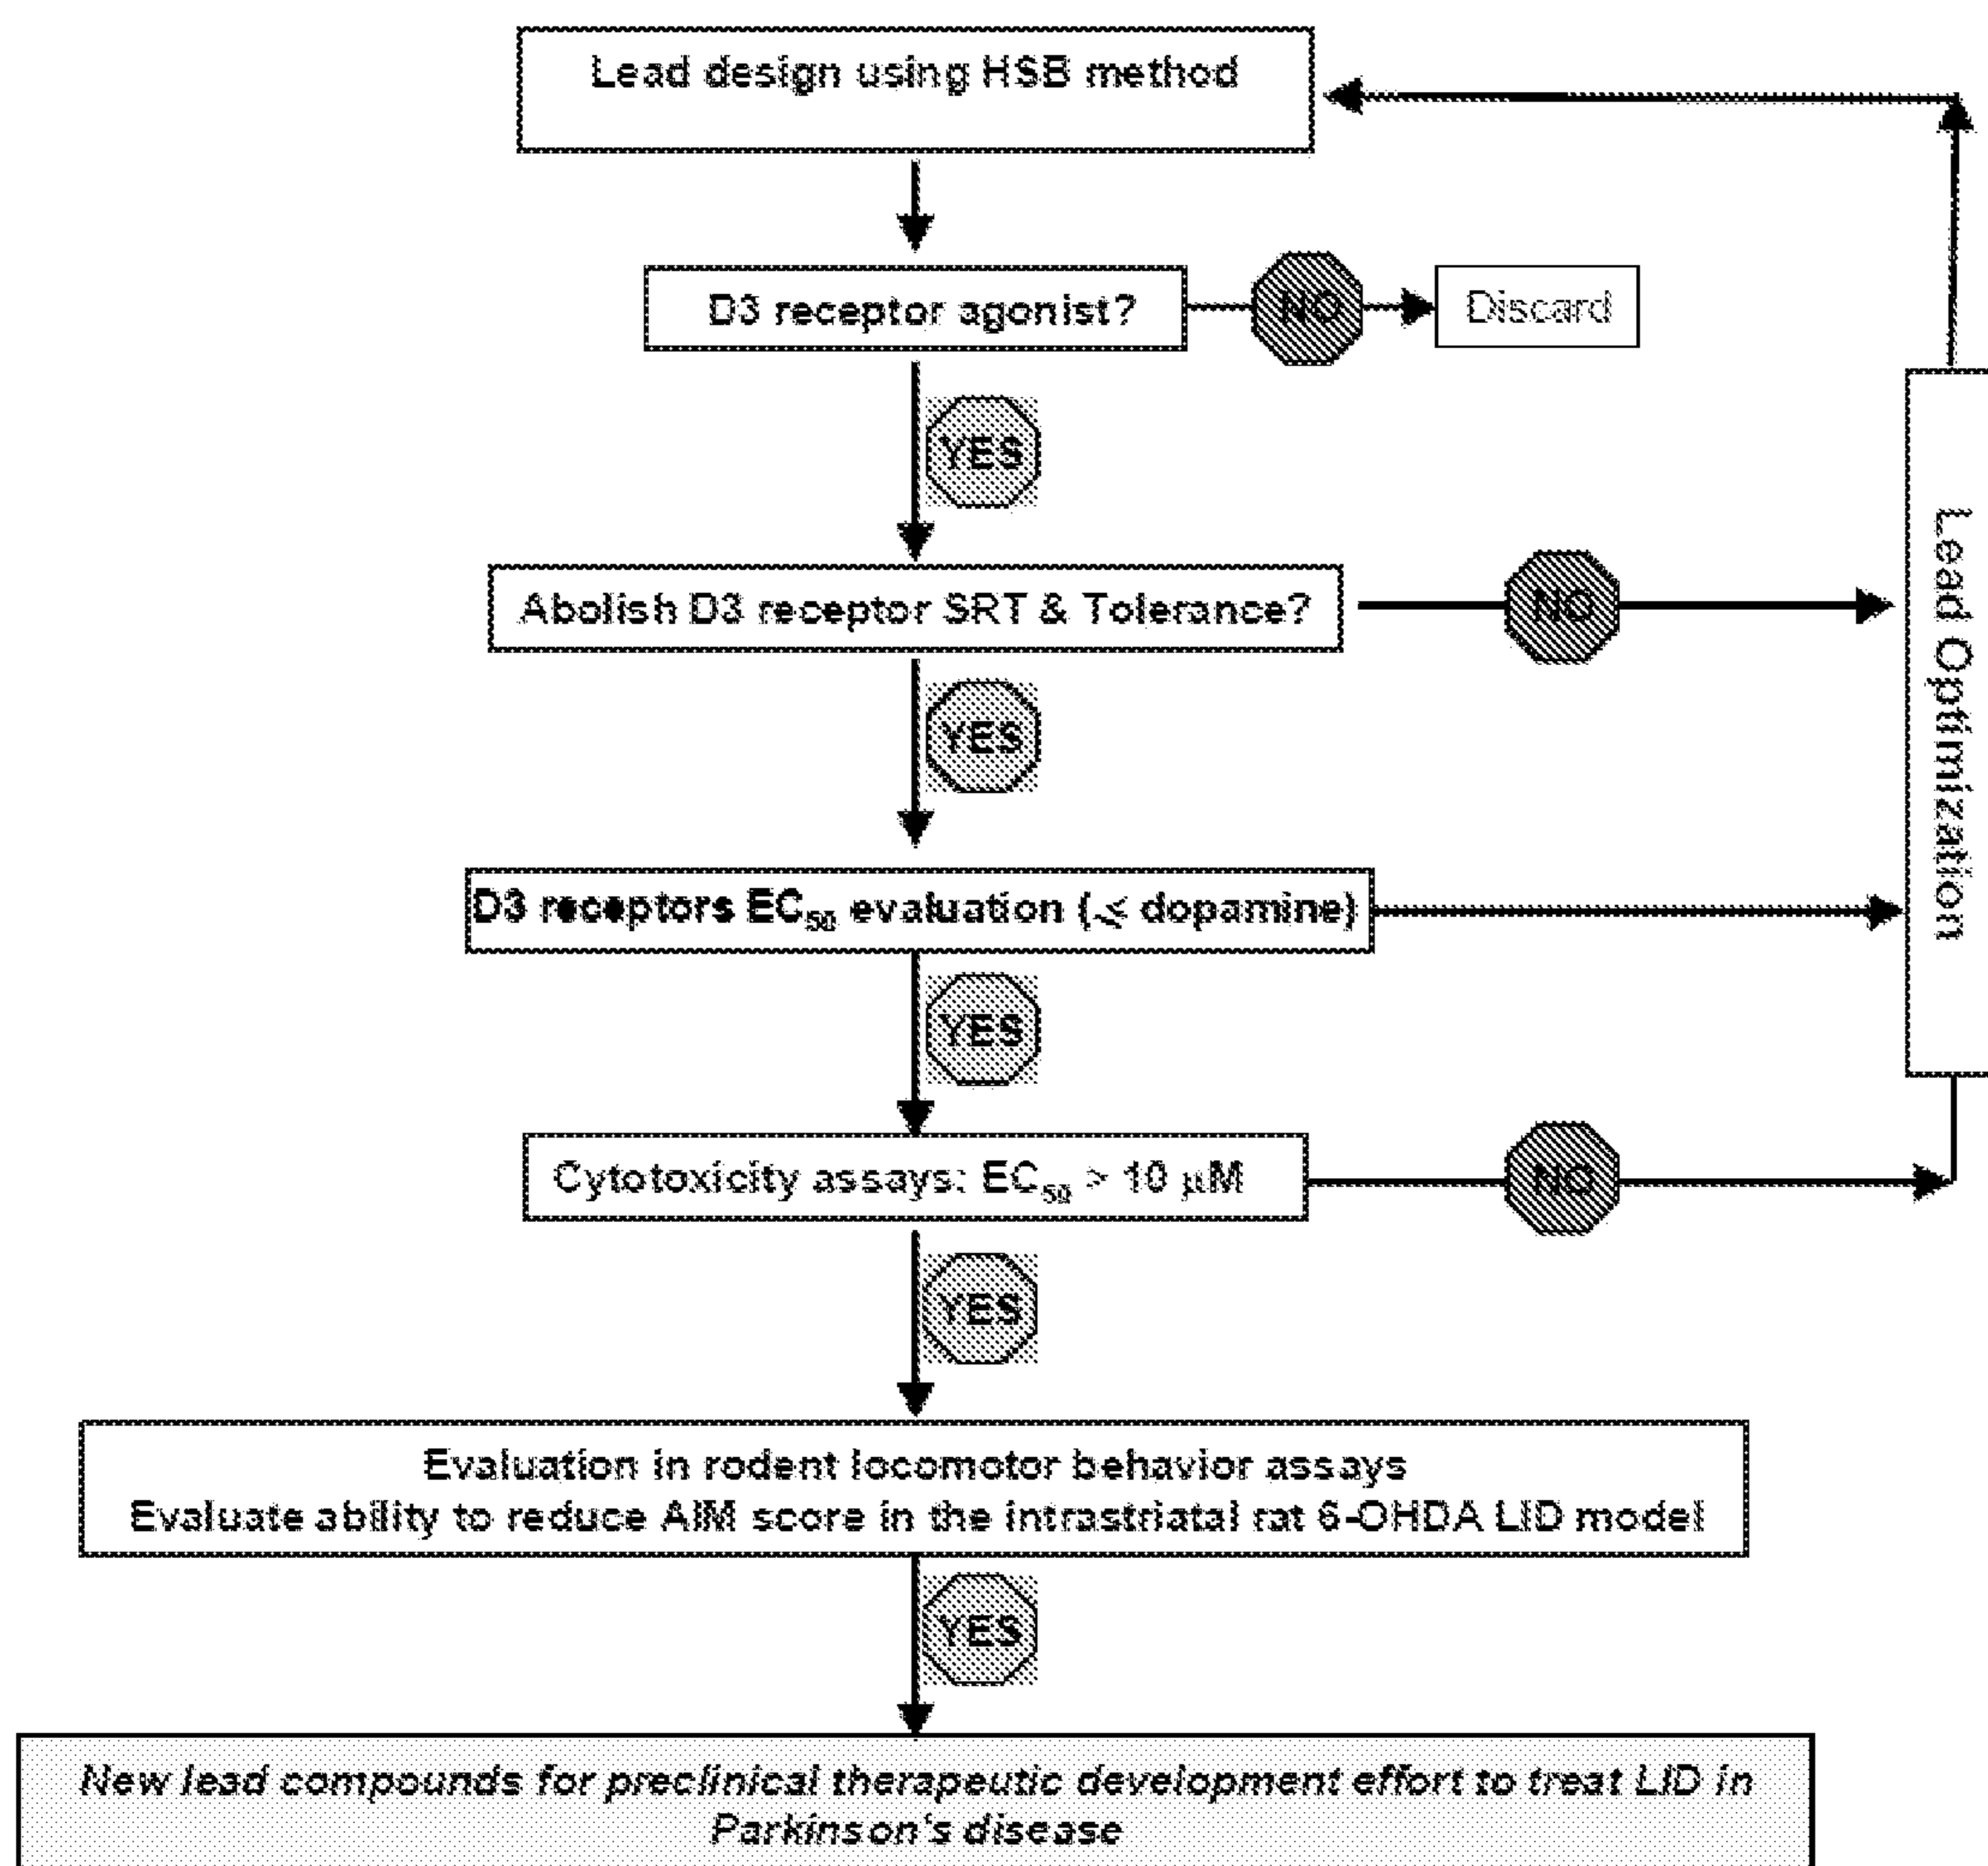 Lead design using HSB method
D3 receptor agonist?
NO
Discard
YES
Abolish D3 receptor SRT & Tolerance?
NO
Lead Optimization
YES
D3 receptors EC₅₀ evaluation (⩽ dopamine)
YES
Cytotoxicity assays: EC₅₀ > 10 μM
NO
YES
Evaluation in rodent locomotor behavior assays
Evaluate ability to reduce AIM score in the intrastriatal rat 6-OHDA LID model
YES
New lead compounds for preclinical therapeutic development effort to treat LID in
Parkinson's disease